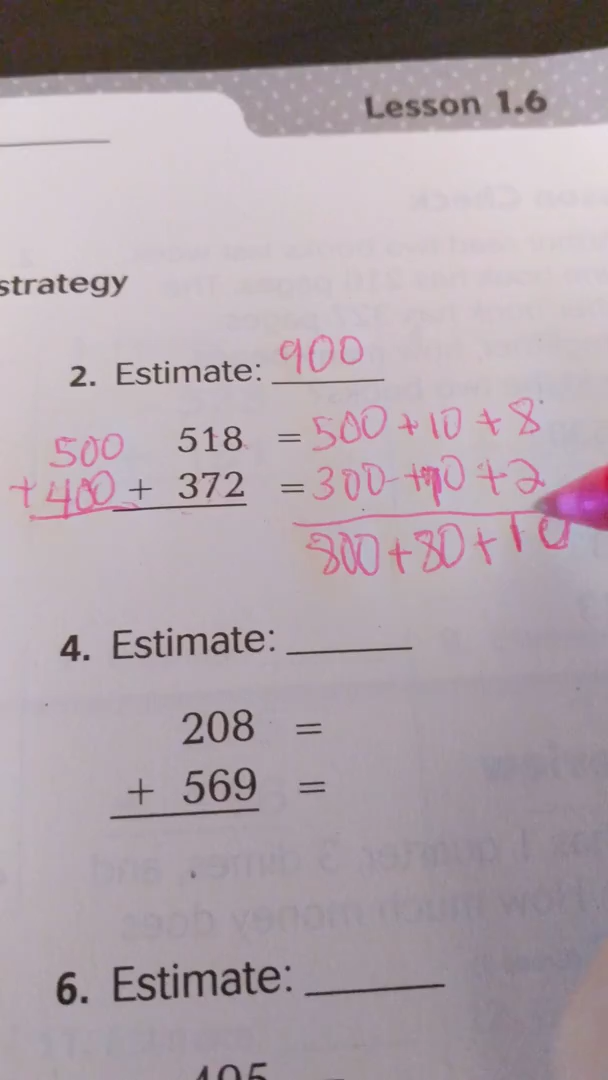 Lesson 1.6
strategy
2. Estimate: 900
500 518 = 500 + 10 + 8
+ 400 + 372 = 300 + 70 + 2
800 + 80 + 10
4. Estimate:
208 =
+ 569 =
6. Estimate:
405 =